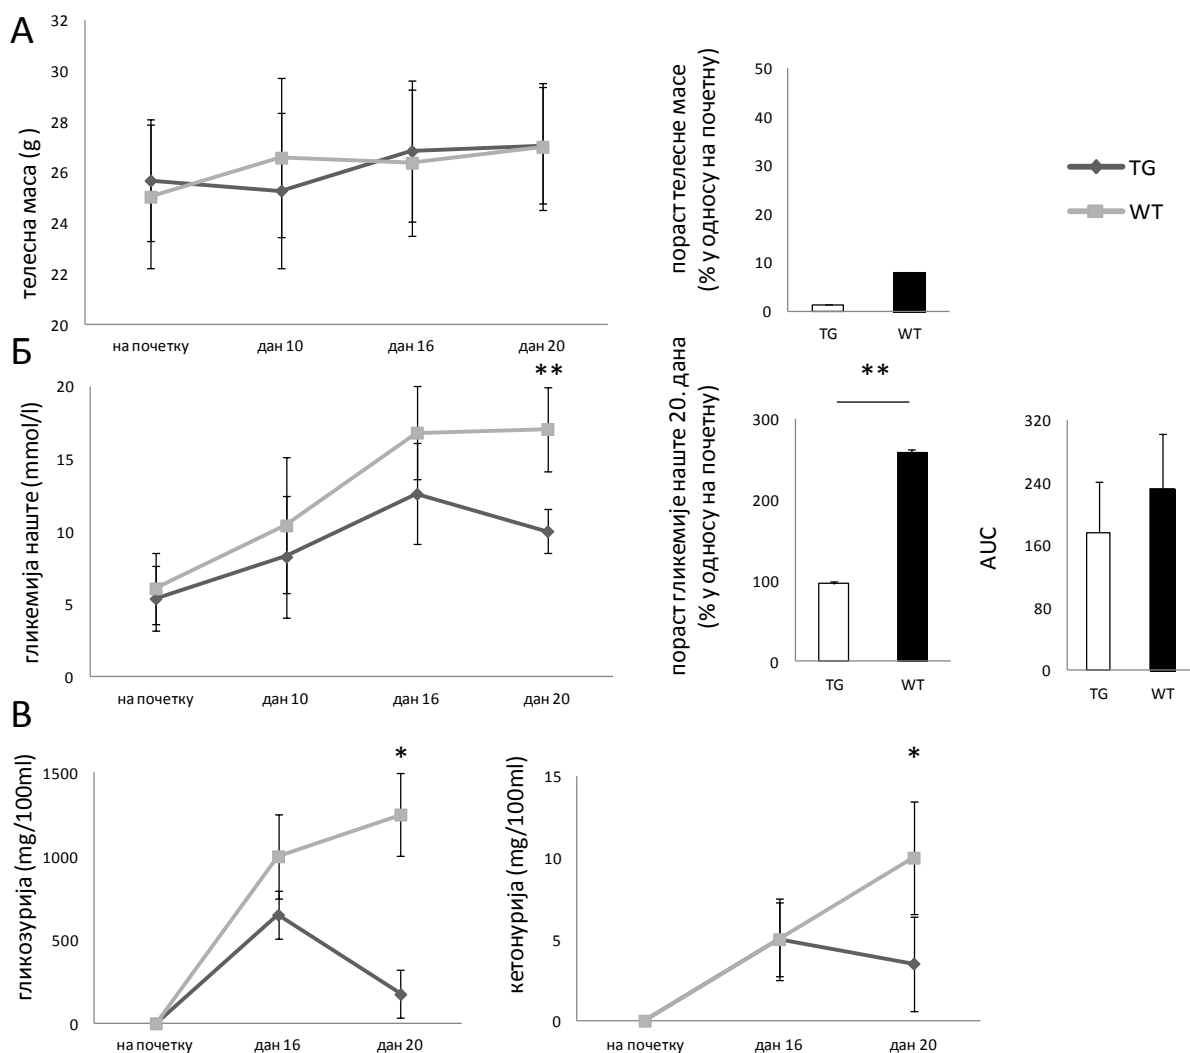 А
телесна маса (g)
32
30
28
26
24
22
20
на почетку
дан 10
дан 16
дан 20
пораст телесне масе
(% у односу на почетну)
50
40
30
20
10
0
TG
WT
TG
WT
Б
гликемија наште (mmol/l)
20
15
10
5
0
**
на почетку
дан 10
дан 16
дан 20
пораст гликемије наште 20. дана
(% у односу на почетну)
300
200
100
0
**
TG
WT
AUC
320
240
160
80
0
TG
WT
В
гликозурија (mg/100ml)
1500
1000
500
0
*
на почетку
дан 16
дан 20
кетонурија (mg/100ml)
15
10
5
0
*
на почетку
дан 16
дан 20